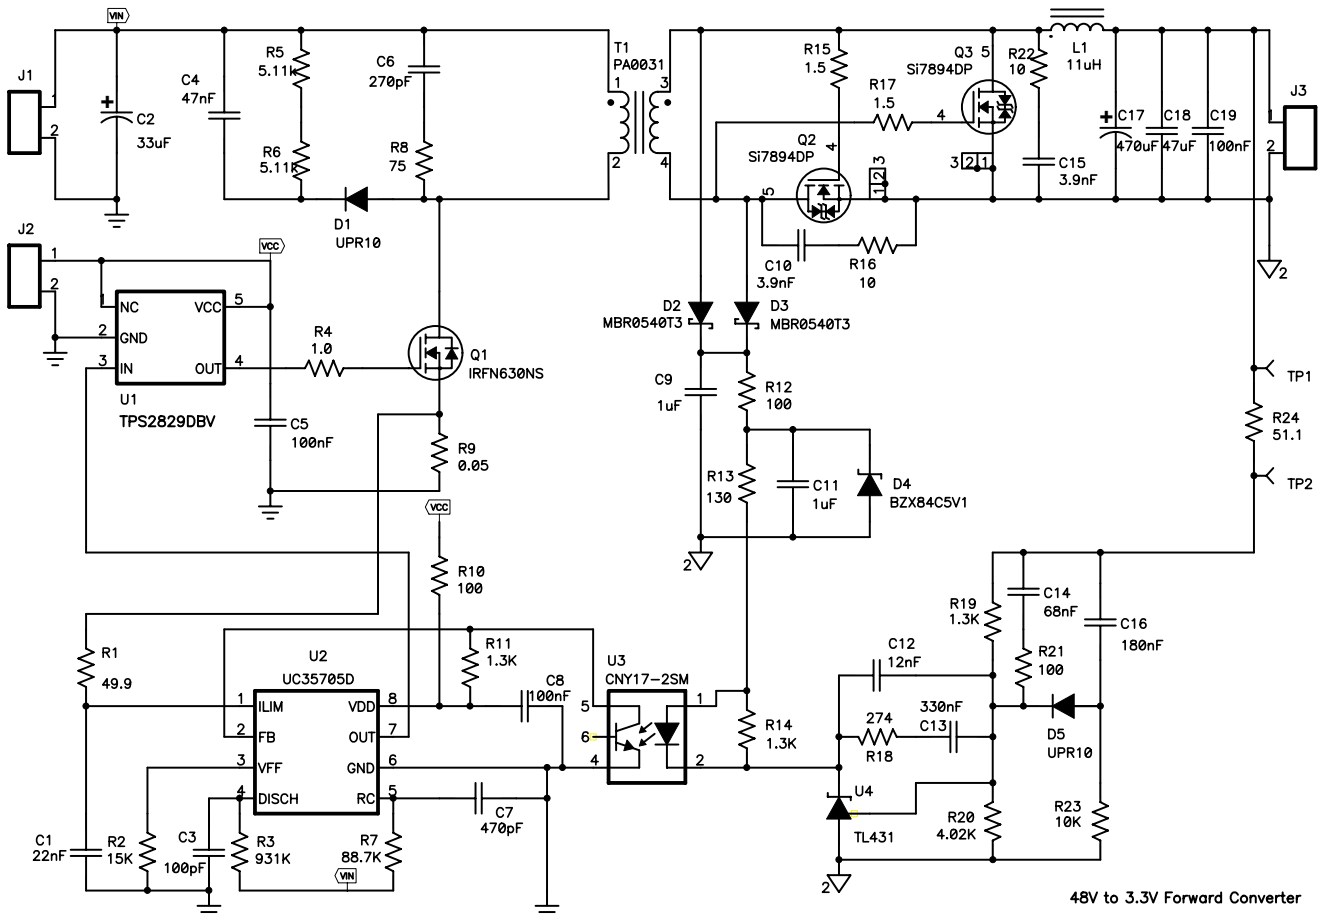 VIN
J1
1
2
C2
33uF
C4
47nF
R5
5.11k
R6
5.11k
C6
270pF
R8
75
D1
UPR10
T1
PA0031
1
2
3
4
R15
1.5
R17
1.5
Q3
Si7894DP
5
4
3 2 1
Q2
Si7894DP
4
5
1 2 3
R22
10
C15
3.9nF
L1
11uH
C17
470uF
C18
47uF
C19
100nF
J3
1
2
2
C10
3.9nF
R16
10
J2
1
2
VCC
1
NC
VCC
5
2
GND
3
IN
OUT
4
U1
TPS2829DBV
R4
1.0
Q1
IRFN630NS
C5
100nF
R9
0.05
D2
MBR0540T3
D3
MBR0540T3
C9
1uF
R12
100
R13
130
C11
1uF
D4
BZX84C5V1
2
TP1
R24
51.1
TP2
VCC
R10
100
R1
49.9
U2
UC35705D
1
ILIM
VDD
8
2
FB
OUT
7
3
VFF
GND
6
4
DISCH
RC
5
R11
1.3K
C8
100nF
U3
CNY17-2SM
5
6
4
1
2
R14
1.3K
C7
470pF
C1
22nF
R2
15K
C3
100pF
R3
931K
R7
88.7K
VIN
R19
1.3K
C14
68nF
C16
180nF
R21
100
C12
12nF
274
R18
330nF
C13
D5
UPR10
U4
TL431
R20
4.02K
R23
10K
2
48V to 3.3V Forward Converter